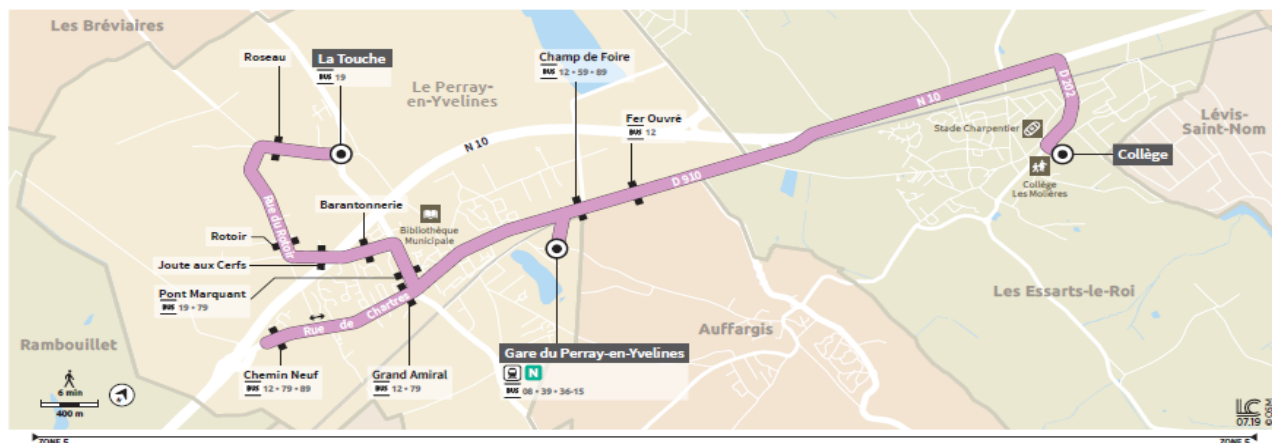 Les Bréviaires
Roseau
La Touche
BUS 19
Le Perray-
en-Yvelines
Champ de Foire
BUS 12 • 59 • 89
N 10
Fer Ouvré
BUS 12
N 10
D 202
Stade Charpentier
Lévis-
Saint-Nom
Collège
Collège
Les Molières
D 910
Rue du Rotoir
Barantonnerie
Bibliothèque
Municipale
Rotoir
Joute aux Cerfs
Pont Marquant
BUS 19 • 79
Rue de Chartres
Les Essarts-le-Roi
Auffargis
Rambouillet
Gare du Perray-en-Yvelines
N
BUS 08 • 39 • 36-15
Chemin Neuf
BUS 12 • 79 • 89
Grand Amiral
BUS 12 • 79
6 min
400 m
LC
07.19
©OSM
ZONE 5
ZONE 5